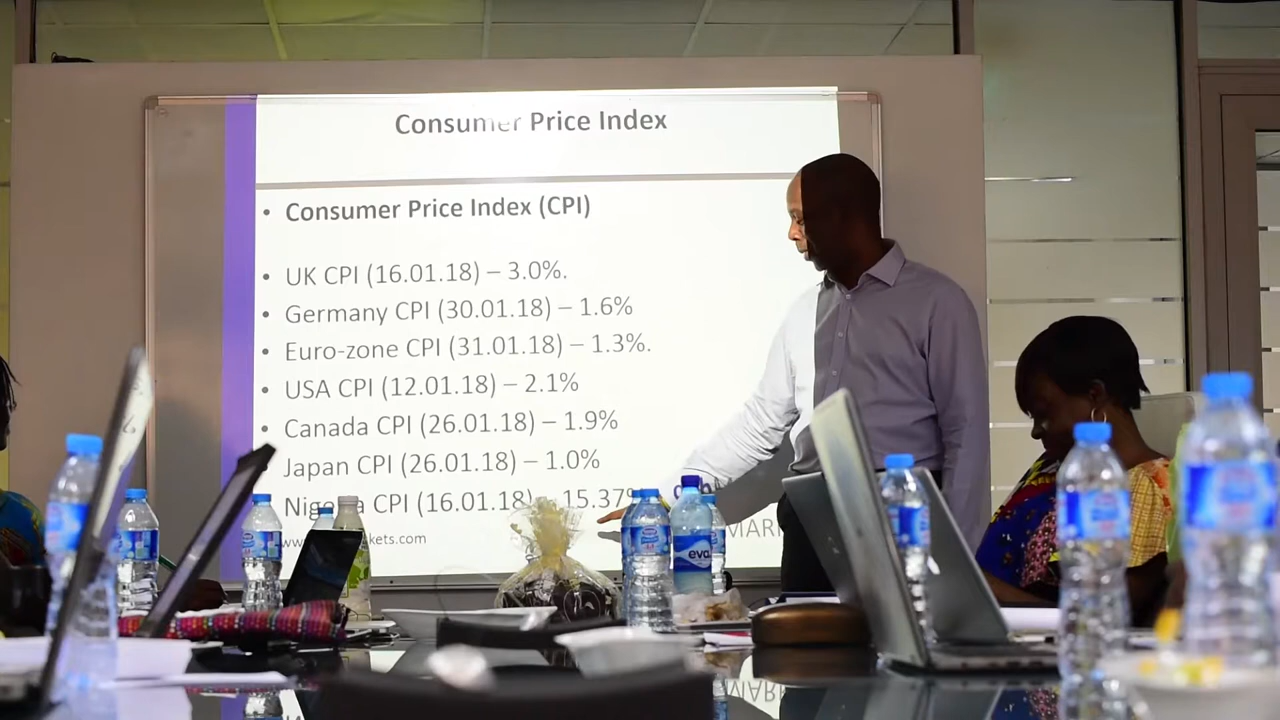 Consumer Price Index
• Consumer Price Index (CPI)
• UK CPI (16.01.18) – 3.0%.
• Germany CPI (30.01.18) – 1.6%
• Euro-zone CPI (31.01.18) – 1.3%.
• USA CPI (12.01.18) – 2.1%
• Canada CPI (26.01.18) – 1.9%
• Japan CPI (26.01.18) – 1.0%
CPI (16.01.18) 15.37%
eva